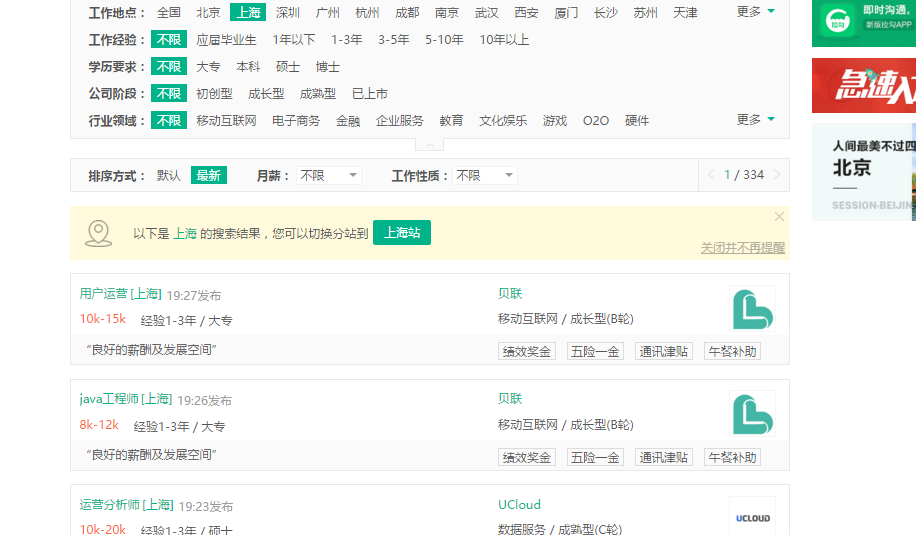 工作地点： 全国 北京 上海 深圳 广州 杭州 成都 南京 武汉 西安 厦门 长沙 苏州 天津 更多
工作经验： 不限 应届毕业生 1年以下 1-3年 3-5年 5-10年 10年以上
学历要求： 不限 大专 本科 硕士 博士
公司阶段： 不限 初创型 成长型 成熟型 已上市
行业领域： 不限 移动互联网 电子商务 金融 企业服务 教育 文化娱乐 游戏 O2O 硬件 更多
排序方式： 默认 最新 月薪： 不限 工作性质： 不限 1 / 334
以下是 上海 的搜索结果，您可以切换分站到 上海站
关闭并不再提醒
用户运营 [上海] 19:27发布 贝联
10k-15k 经验1-3年 / 大专 移动互联网 / 成长型(B轮)
“良好的薪酬及发展空间” 绩效奖金 五险一金 通讯津贴 午餐补助
java工程师 [上海] 19:26发布 贝联
8k-12k 经验1-3年 / 大专 移动互联网 / 成长型(B轮)
“良好的薪酬及发展空间” 绩效奖金 五险一金 通讯津贴 午餐补助
运营分析师 [上海] 19:23发布 UCloud
UCLOUD
10k-20k 经验1-3年 / 硕士 数据服务 / 成熟型(C轮)
即时沟通，
新版拉勾APP
拉勾
急速入
人间最美不过四
北京
SESSION·BEIJIN